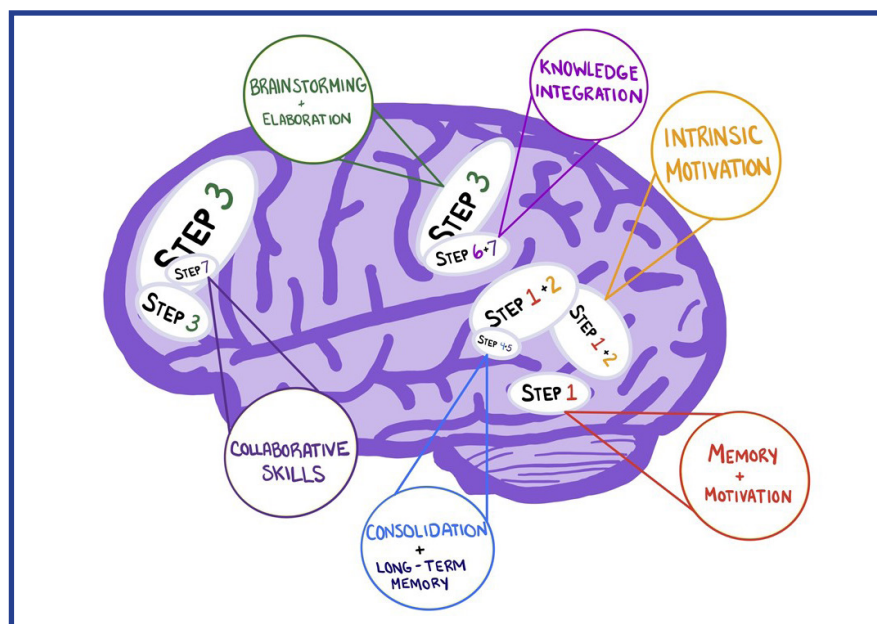 BRAINSTORMING
+
ELABORATION
KNOWLEDGE
INTEGRATION
INTRINSIC
MOTIVATION
STEP 3
STEP 7
STEP 3
STEP 3
STEP 6+7
STEP 1+2
STEP 4+5
STEP 1+2
STEP 1
COLLABORATIVE
SKILLS
CONSOLIDATION
+
LONG-TERM
MEMORY
MEMORY
+
MOTIVATION